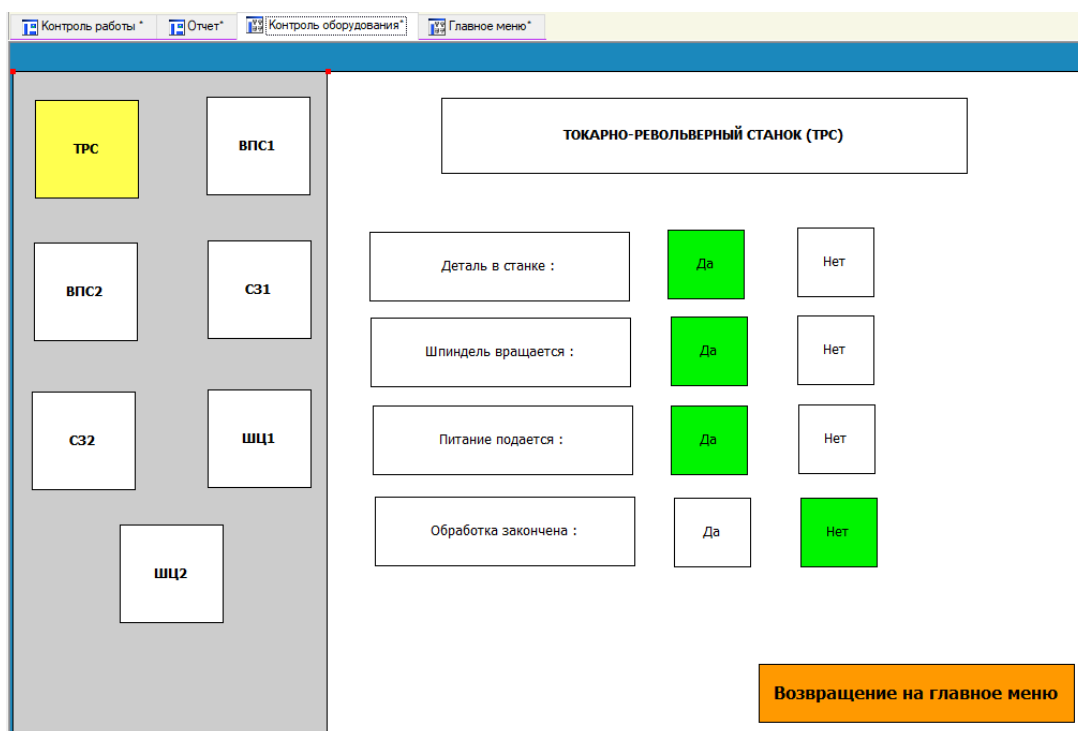 Контроль работы *
Отчет*
Контроль оборудования*
Главное меню*
ТРС
ВПС1
ТОКАРНО-РЕВОЛЬВЕРНЫЙ СТАНОК (ТРС)
ВПС2
СЗ1
Деталь в станке :
Да
Нет
Шпиндель вращается :
Да
Нет
СЗ2
ШЦ1
Питание подается :
Да
Нет
Обработка закончена :
Да
Нет
ШЦ2
Возвращение на главное меню